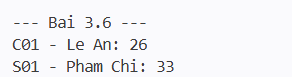 --- Bai 3.6 ---
C01 - Le An: 26
S01 - Pham Chi: 33